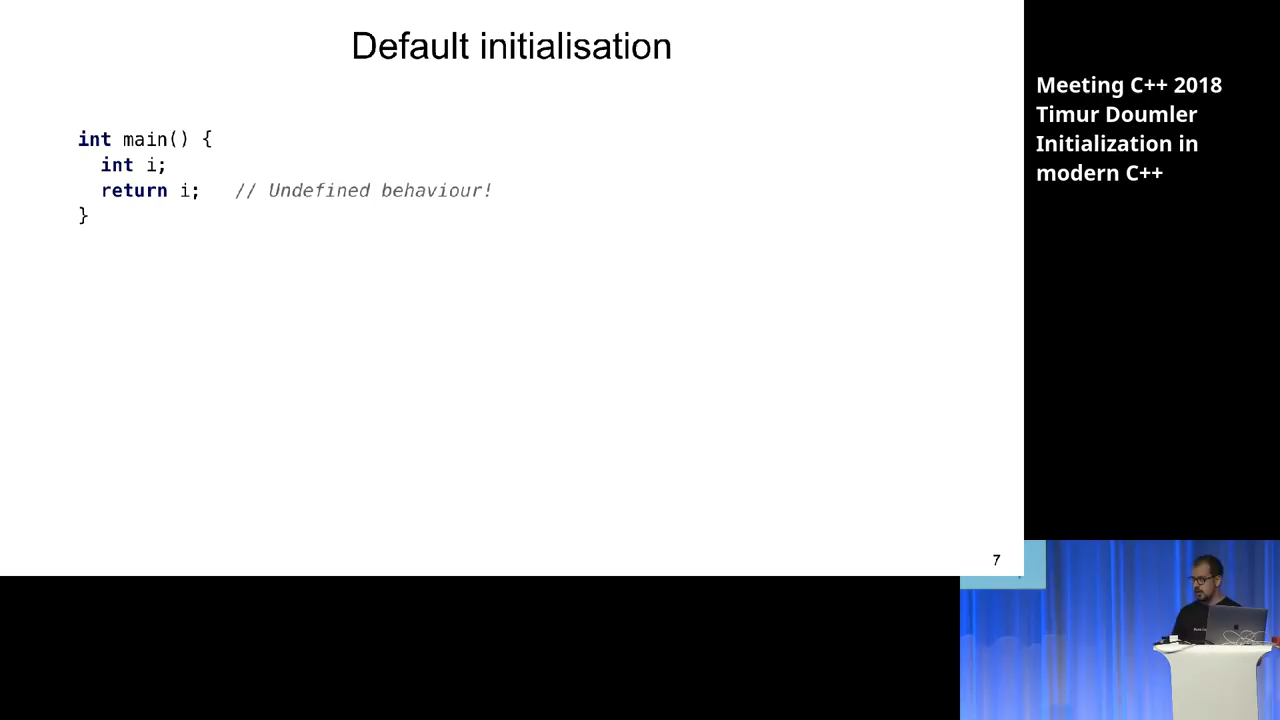 Default initialisation
int main() {
int i;
return i; // Undefined behaviour!
}
7
Meeting C++ 2018
Timur Doumler
Initialization in
modern C++